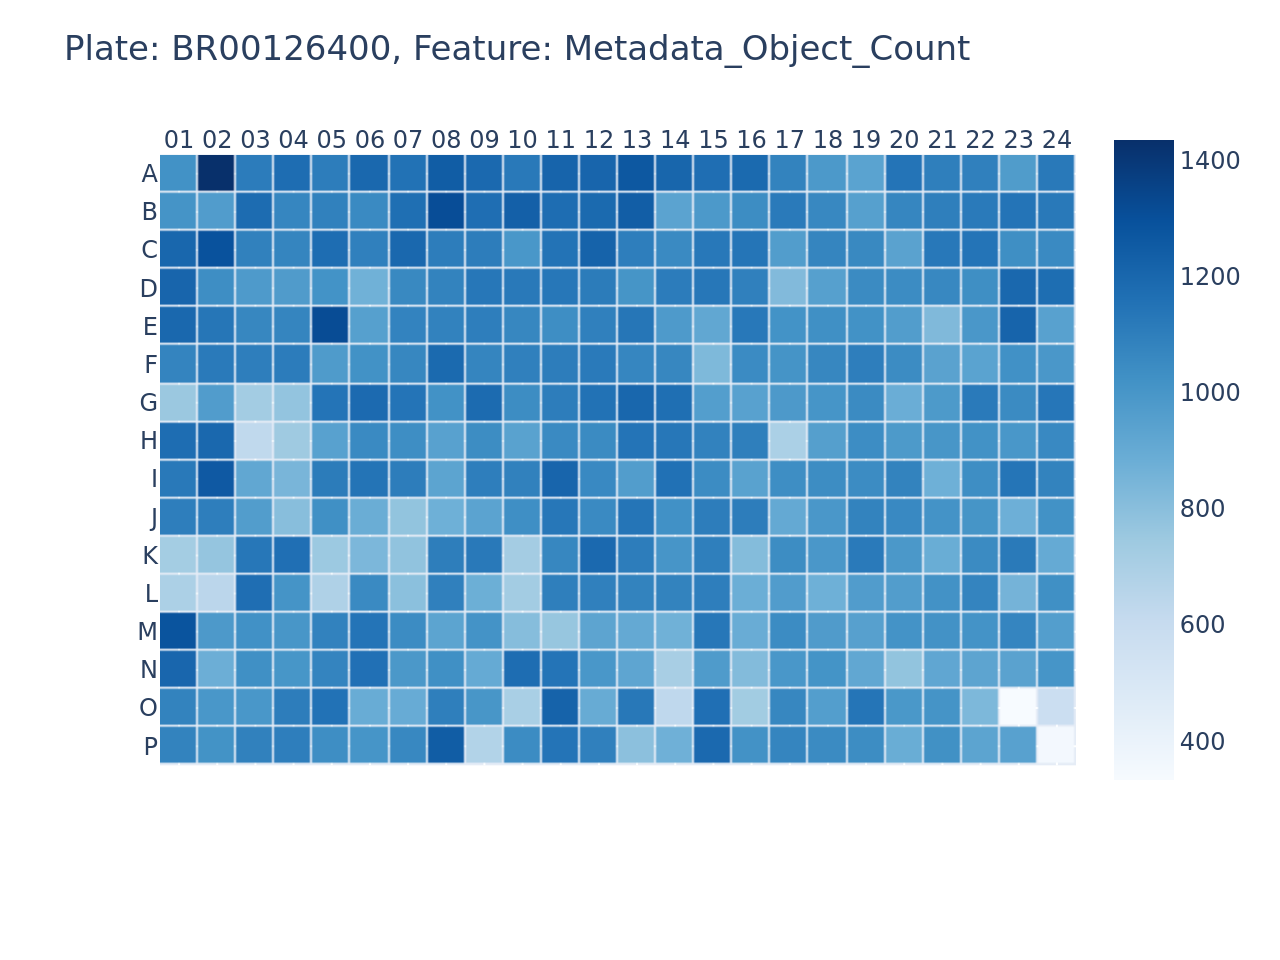 Plate: BR00126400, Feature: Metadata_Object_Count
01 02 03 04 05 06 07 08 09 10 11 12 13 14 15 16 17 18 19 20 21 22 23 24
A
B
C
D
E
F
G
H
I
J
K
L
M
N
O
P
1400
1200
1000
800
600
400